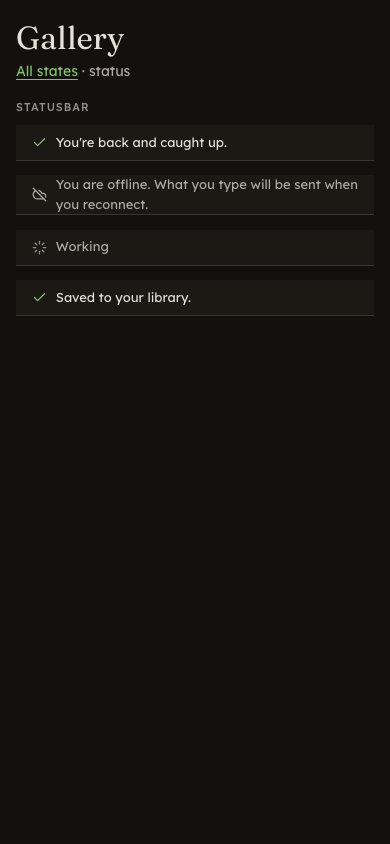 Gallery
All states · status
STATUSBAR
You're back and caught up.
You are offline. What you type will be sent when
you reconnect.
Working
Saved to your library.